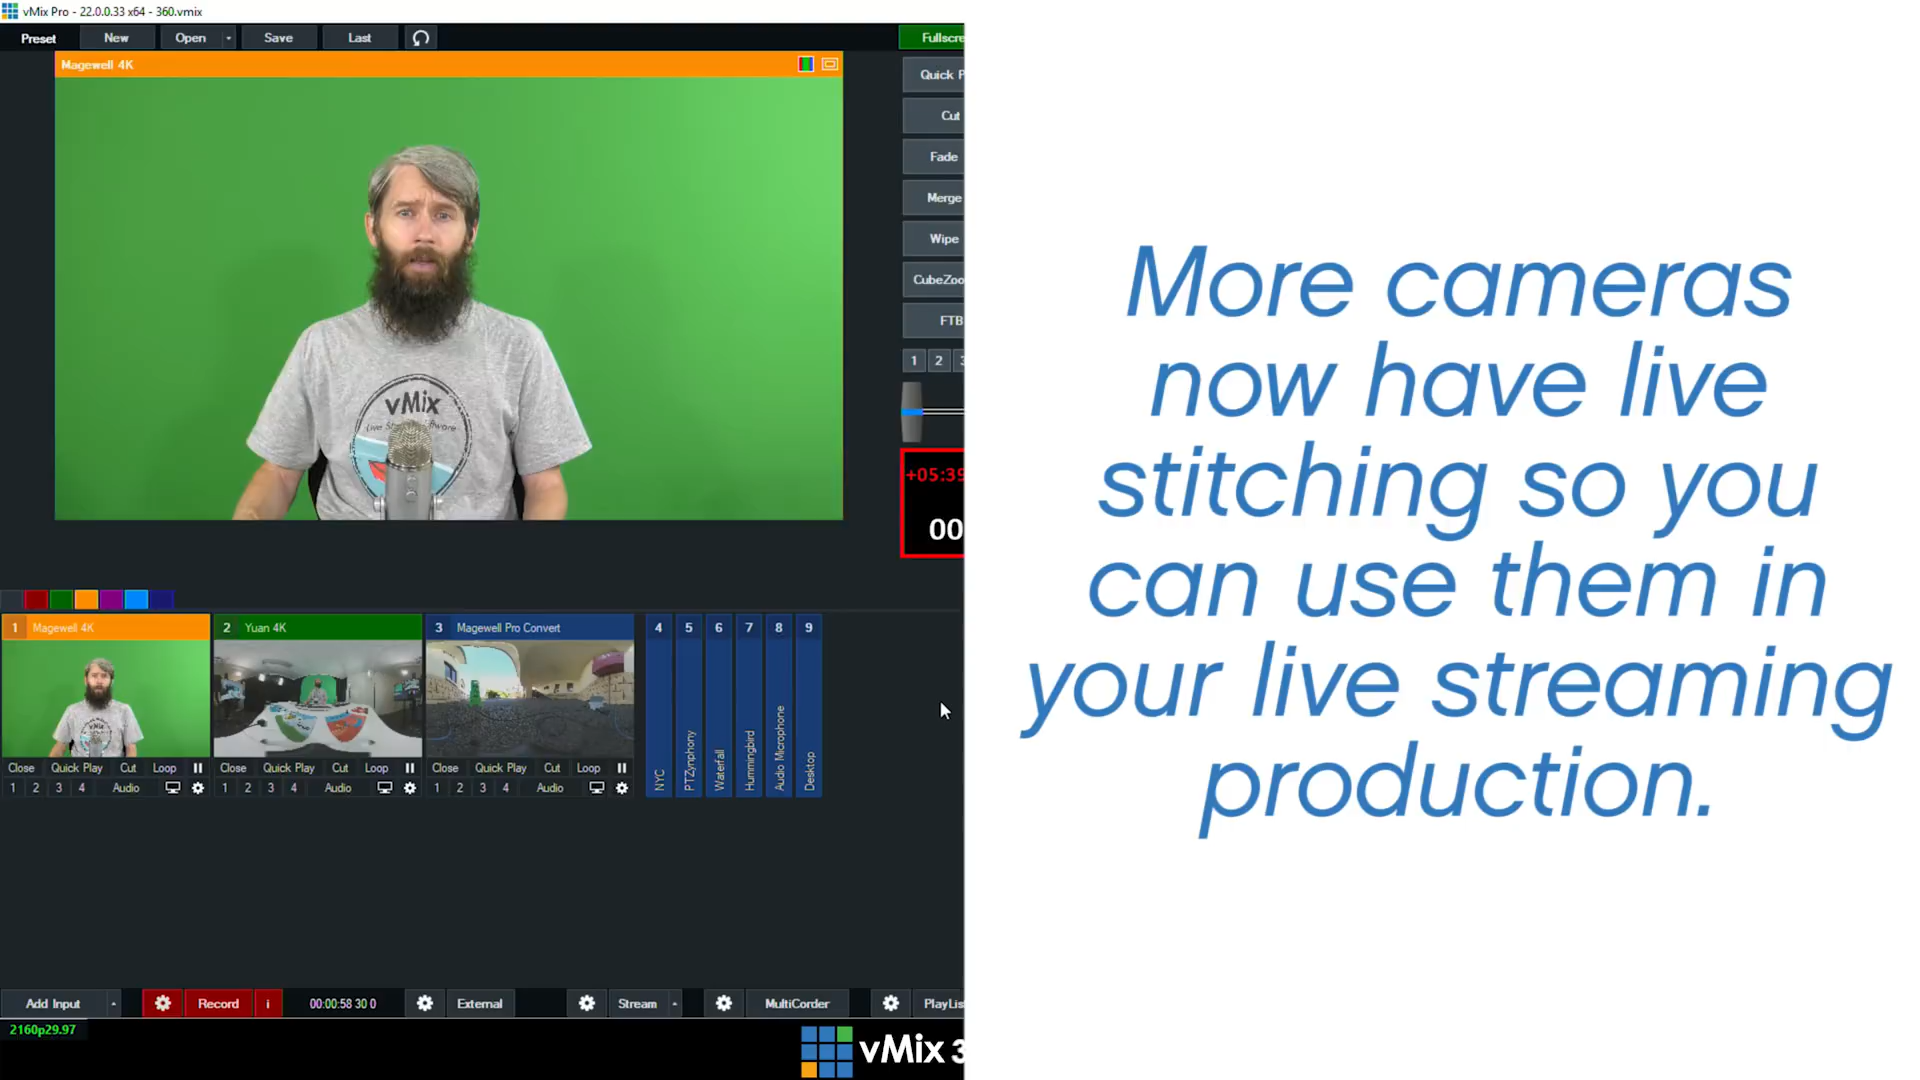 vMix Pro - 22.0.0.33 x64 - 360.vmix
Preset New Open Save Last
Fullscre
Magewell 4K
Quick P
Cut
Fade
Merge
Wipe
CubeZoo
FTB
1 2 3
+05:39
00
vMix
1 Magewell 4K
2 Yuan 4K
3 Magewell Pro Convert
4 NYC
5 PTZynphony
6 Waterfall
7 Hummingbird
8 Audio Microphone
9 Desktop
Close Quick Play Cut Loop
Close Quick Play Cut Loop
Close Quick Play Cut Loop
1 2 3 4 Audio
1 2 3 4 Audio
1 2 3 4 Audio
Add Input Record i 00:00:58 30 0 External Stream MultiCorder PlayLis
2160p29.97
vMix 3
More cameras
now have live
stitching so you
can use them in
your live streaming
production.